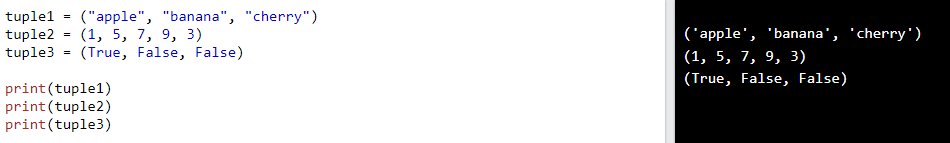 tuple1 = ("apple", "banana", "cherry")
tuple2 = (1, 5, 7, 9, 3)
tuple3 = (True, False, False)
print(tuple1)
print(tuple2)
print(tuple3)
('apple', 'banana', 'cherry')
(1, 5, 7, 9, 3)
(True, False, False)